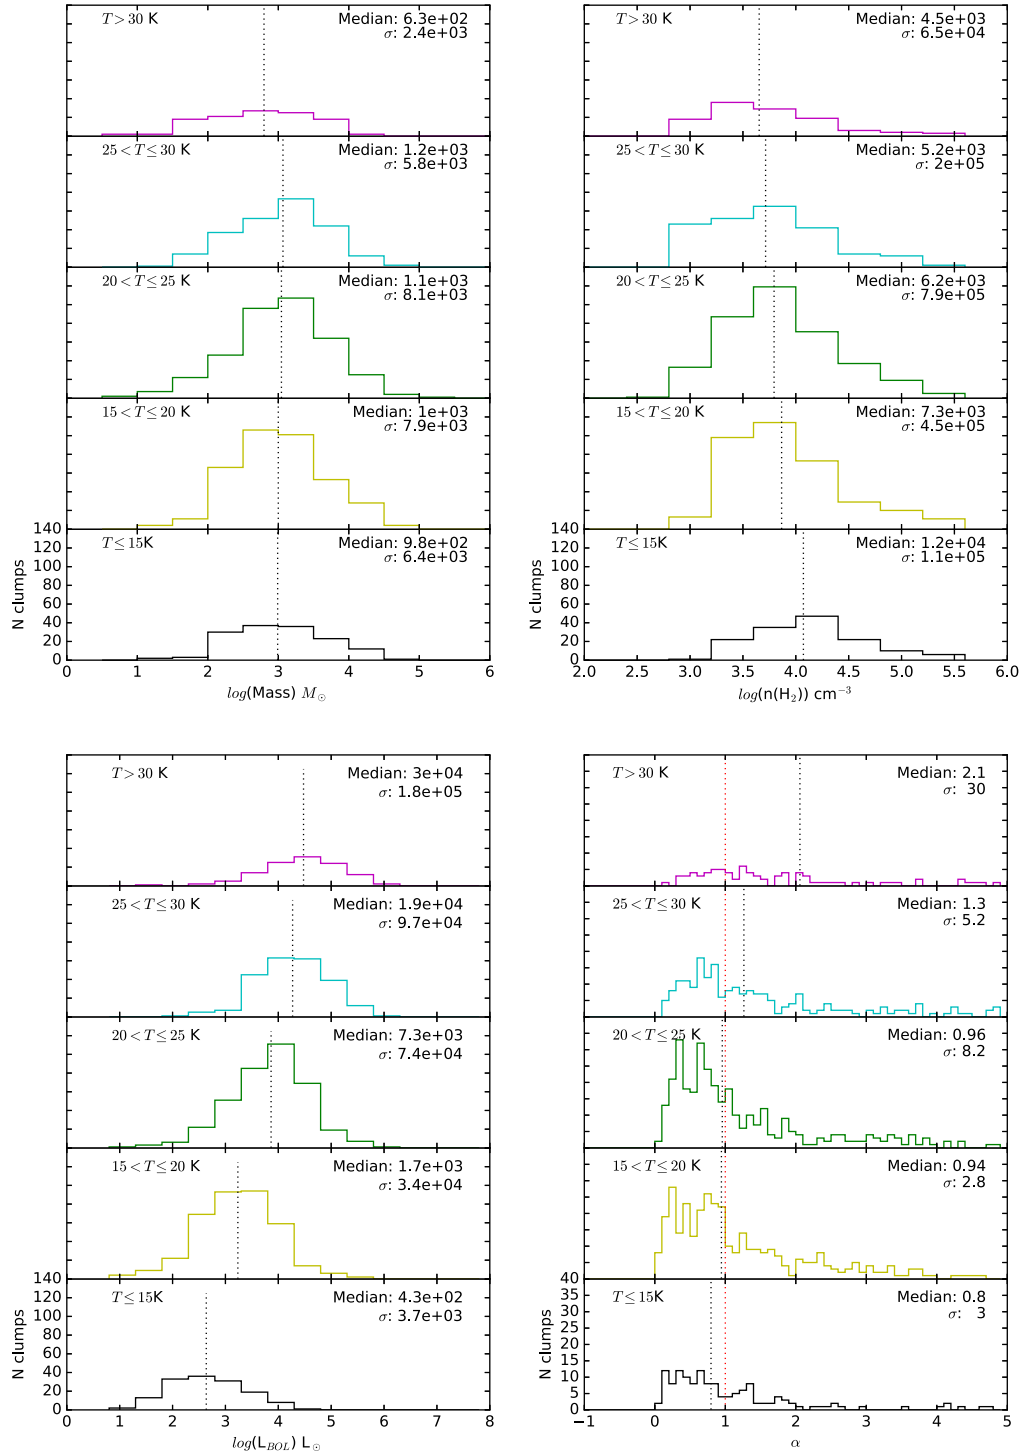 T > 30 K
Median: 6.3e+02
σ: 2.4e+03
25 < T ≤ 30 K
Median: 1.2e+03
σ: 5.8e+03
20 < T ≤ 25 K
Median: 1.1e+03
σ: 8.1e+03
15 < T ≤ 20 K
Median: 1e+03
σ: 7.9e+03
T ≤ 15K
Median: 9.8e+02
σ: 6.4e+03
140
120
100
80
60
40
20
0
N clumps
0 1 2 3 4 5 6
log(Mass) M⊙
T > 30 K
Median: 4.5e+03
σ: 6.5e+04
25 < T ≤ 30 K
Median: 5.2e+03
σ: 2e+05
20 < T ≤ 25 K
Median: 6.2e+03
σ: 7.9e+05
15 < T ≤ 20 K
Median: 7.3e+03
σ: 4.5e+05
T ≤ 15K
Median: 1.2e+04
σ: 1.1e+05
140
120
100
80
60
40
20
0
N clumps
2.0 2.5 3.0 3.5 4.0 4.5 5.0 5.5 6.0
log(n(H₂)) cm⁻³
T > 30 K
Median: 3e+04
σ: 1.8e+05
25 < T ≤ 30 K
Median: 1.9e+04
σ: 9.7e+04
20 < T ≤ 25 K
Median: 7.3e+03
σ: 7.4e+04
15 < T ≤ 20 K
Median: 1.7e+03
σ: 3.4e+04
T ≤ 15K
Median: 4.3e+02
σ: 3.7e+03
140
120
100
80
60
40
20
0
N clumps
0 1 2 3 4 5 6 7 8
log(L_BOL) L⊙
T > 30 K
Median: 2.1
σ: 30
25 < T ≤ 30 K
Median: 1.3
σ: 5.2
20 < T ≤ 25 K
Median: 0.96
σ: 8.2
15 < T ≤ 20 K
Median: 0.94
σ: 2.8
T ≤ 15K
Median: 0.8
σ: 3
40
35
30
25
20
15
10
5
0
N clumps
−1 0 1 2 3 4 5
α